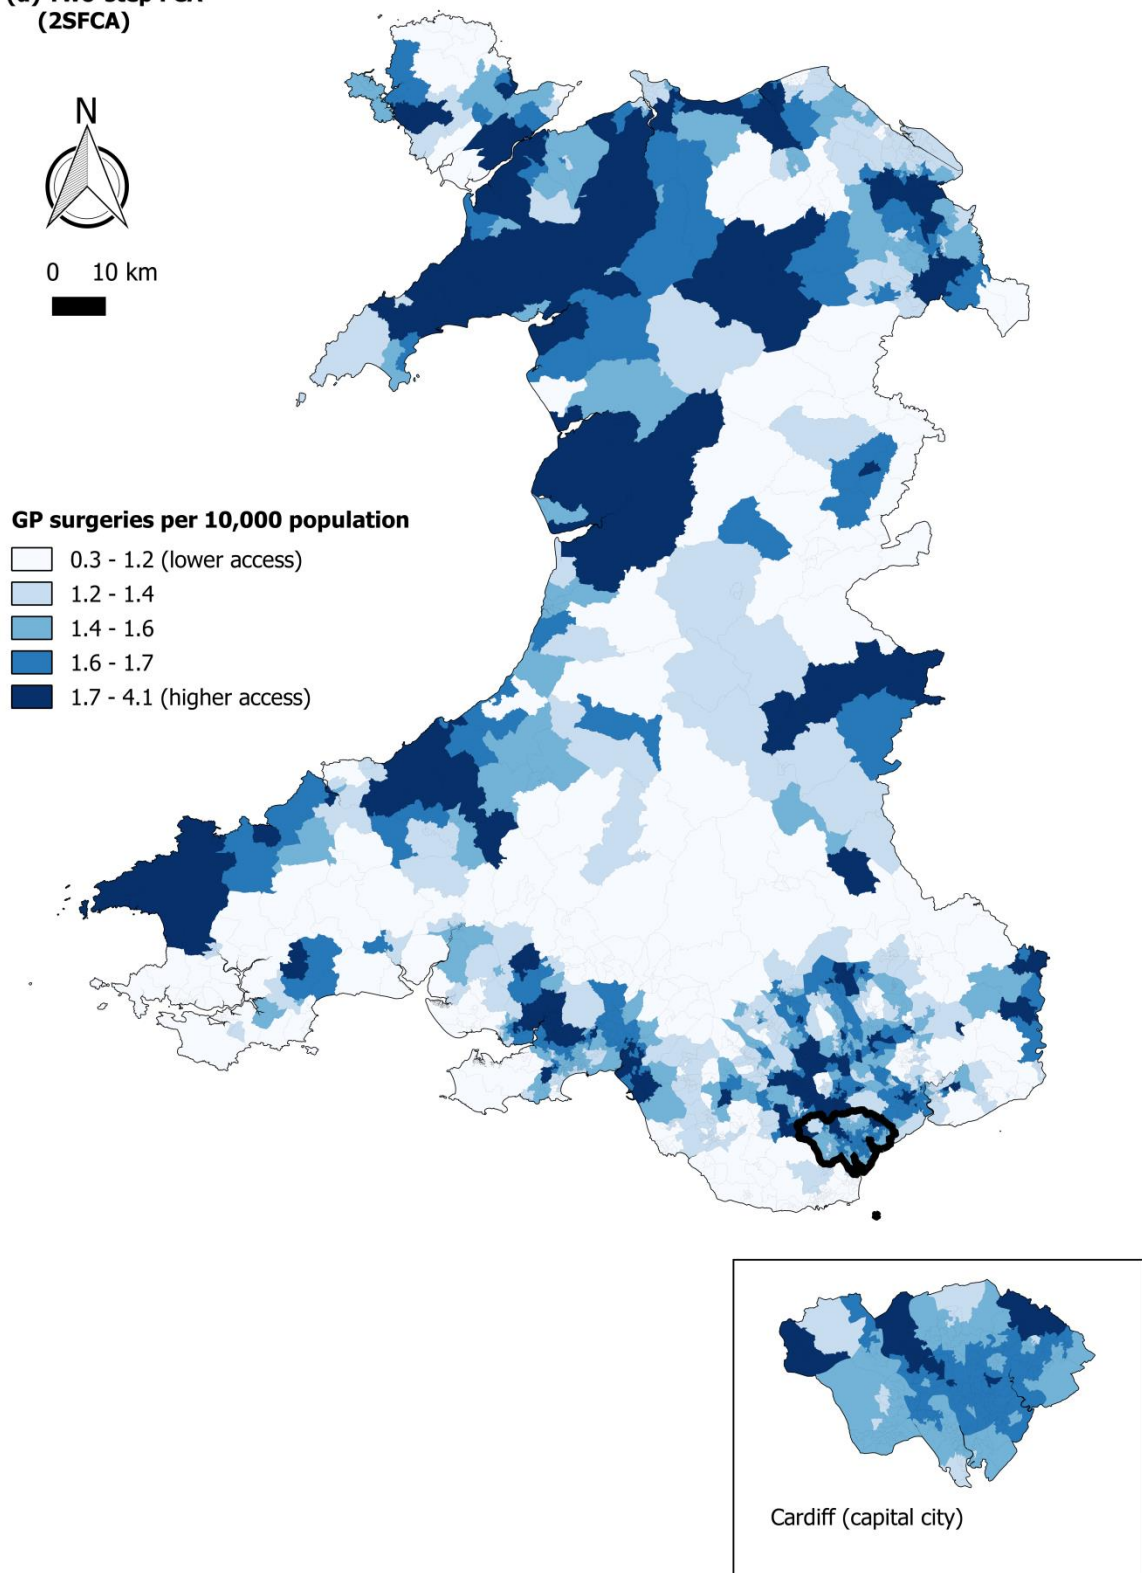 (2SFCA)
N
0 10 km
GP surgeries per 10,000 population
0.3 - 1.2 (lower access)
1.2 - 1.4
1.4 - 1.6
1.6 - 1.7
1.7 - 4.1 (higher access)
Cardiff (capital city)